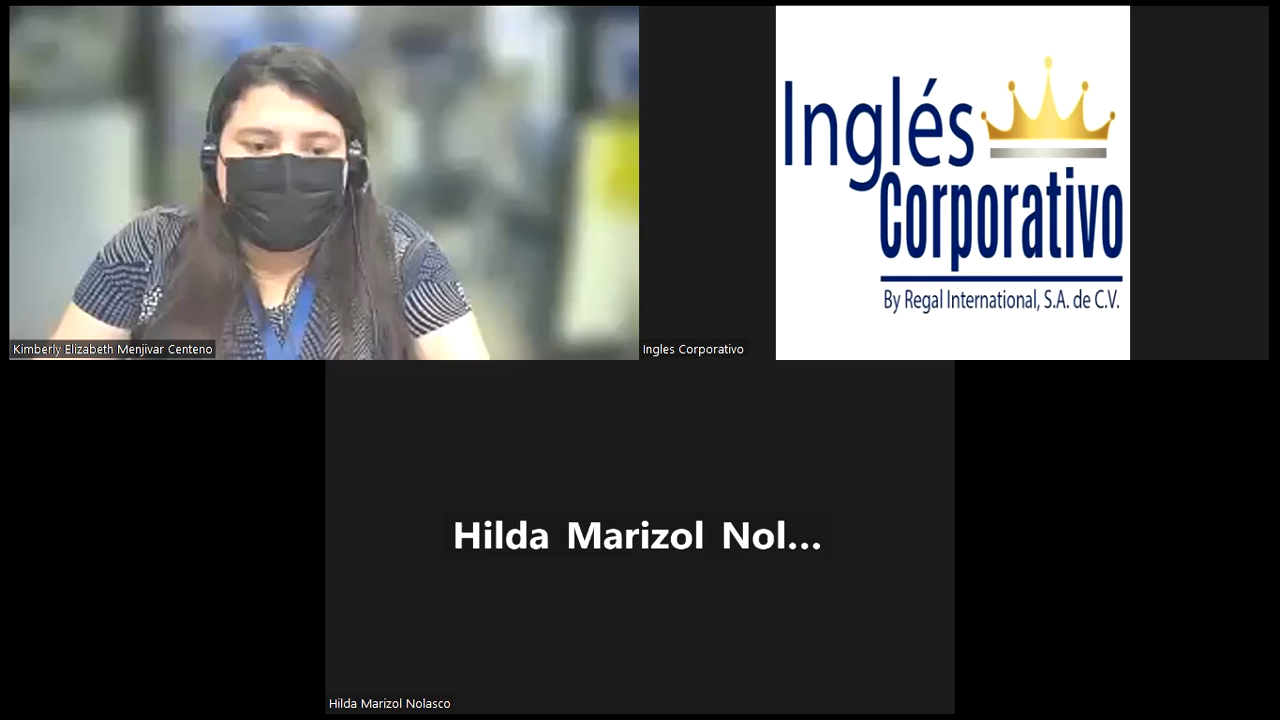 Kimberly Elizabeth Menjivar Centeno
Inglés
Corporativo
By Regal International, S.A. de C.V.
Ingles Corporativo
Hilda Marizol Nol...
Hilda Marizol Nolasco